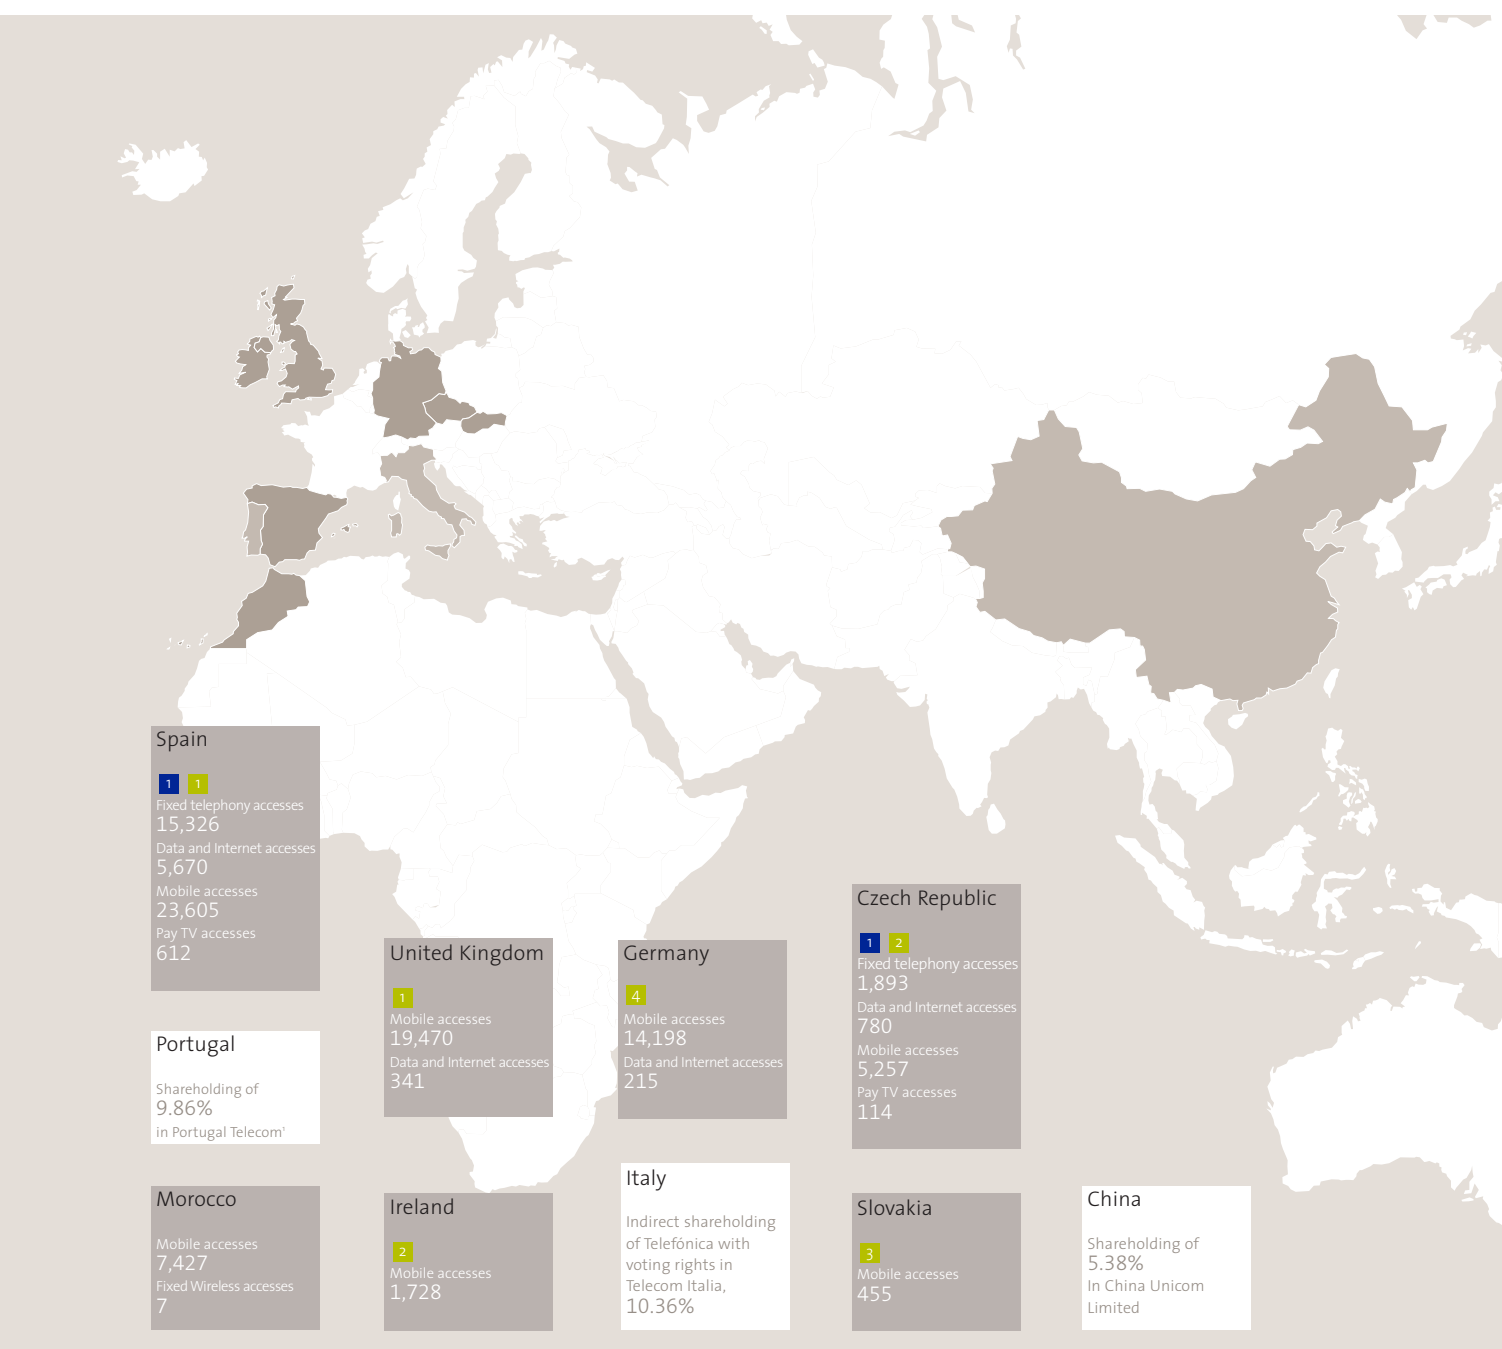 Spain
1 1
Fixed telephony accesses
15,326
Data and Internet accesses
5,670
Mobile accesses
23,605
Pay TV accesses
612
Portugal
Shareholding of
9.86%
in Portugal Telecom¹
Morocco
Mobile accesses
7,427
Fixed Wireless accesses
7
United Kingdom
1
Mobile accesses
19,470
Data and Internet accesses
341
Ireland
2
Mobile accesses
1,728
Germany
4
Mobile accesses
14,198
Data and Internet accesses
215
Italy
Indirect shareholding
of Telefónica with
voting rights in
Telecom Italia,
10.36%
Czech Republic
1 2
Fixed telephony accesses
1,893
Data and Internet accesses
780
Mobile accesses
5,257
Pay TV accesses
114
Slovakia
3
Mobile accesses
455
China
Shareholding of
5.38%
In China Unicom
Limited